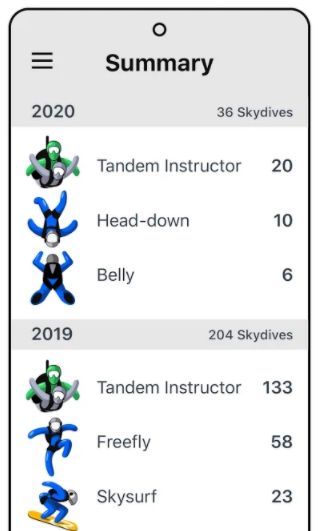 Summary
2020 36 Skydives
Tandem Instructor 20
Head-down 10
Belly 6
2019 204 Skydives
Tandem Instructor 133
Freefly 58
Skysurf 23